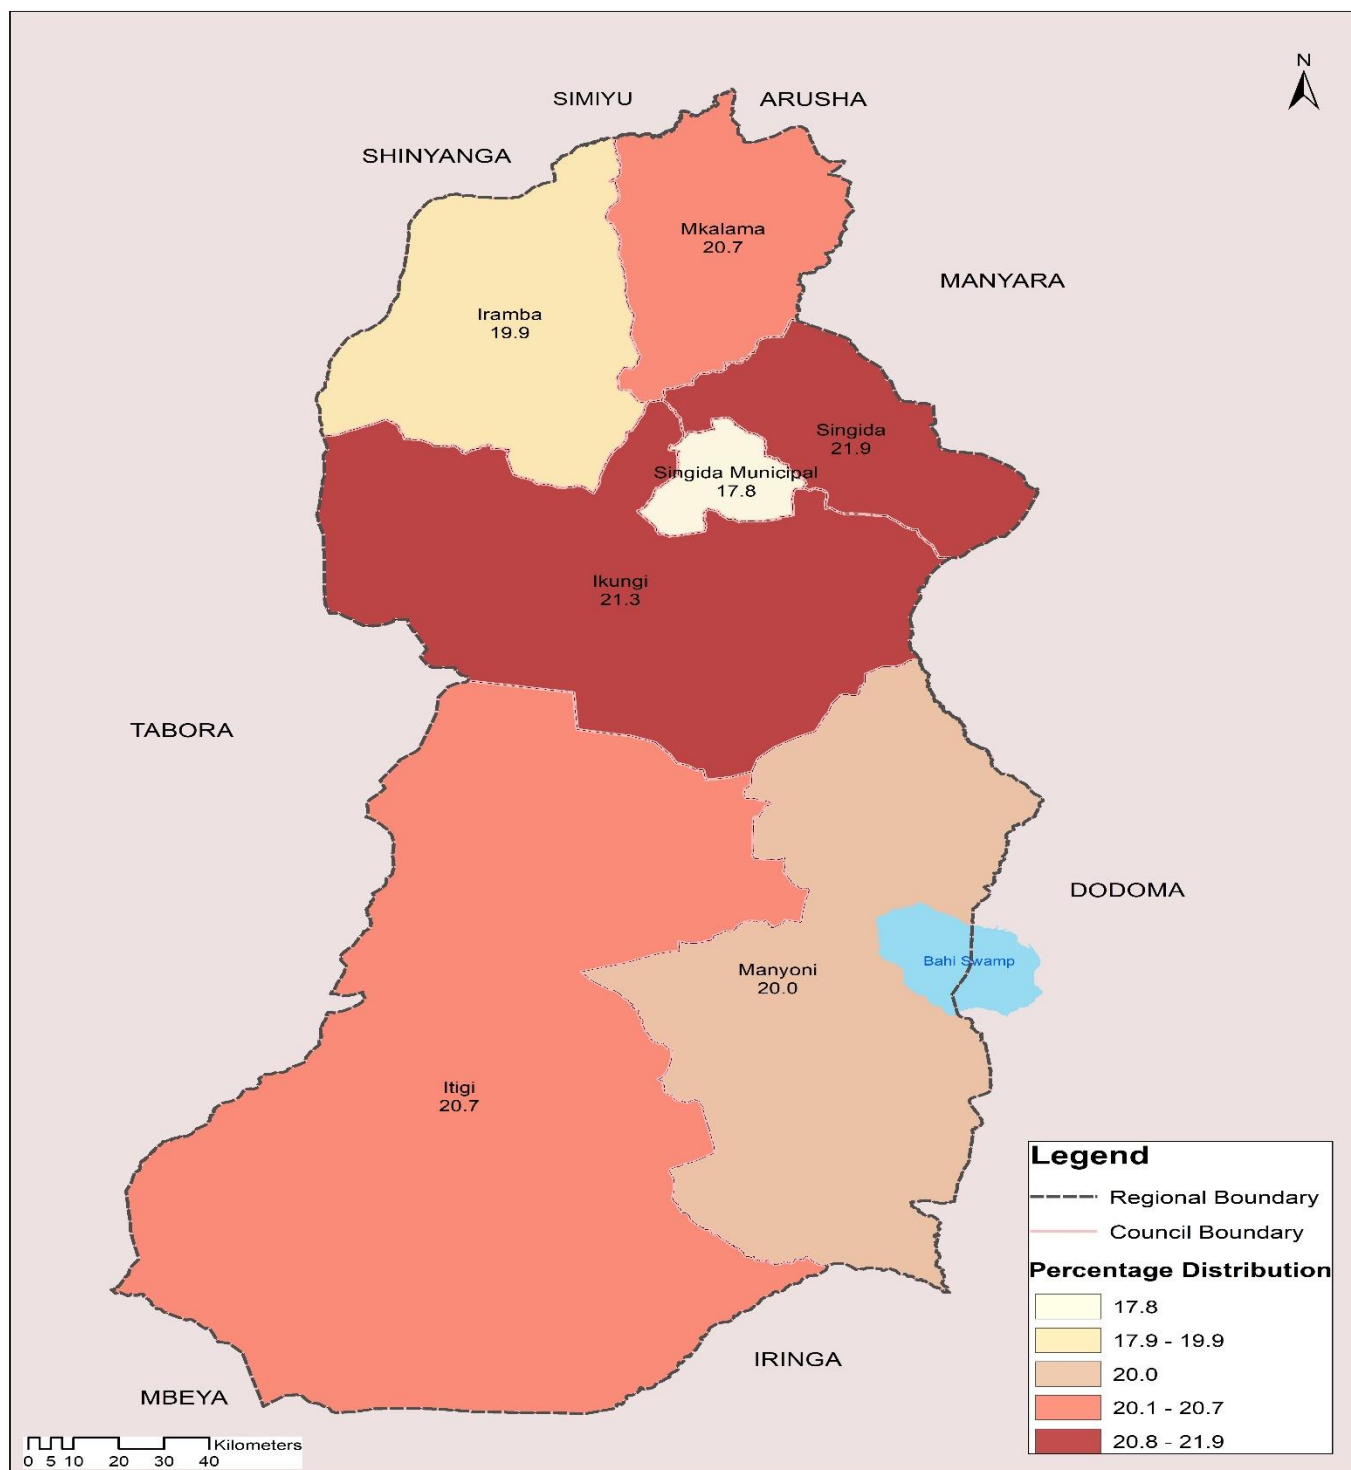 N
SIMIYU
ARUSHA
SHINYANGA
Mkalama
20.7
MANYARA
Iramba
19.9
Singida
21.9
Singida Municipal
17.8
Ikungi
21.3
TABORA
DODOMA
Bahi Swamp
Manyoni
20.0
Itigi
20.7
IRINGA
MBEYA
Legend
Regional Boundary
Council Boundary
Percentage Distribution
17.8
17.9 - 19.9
20.0
20.1 - 20.7
20.8 - 21.9
Kilometers
0 5 10 20 30 40